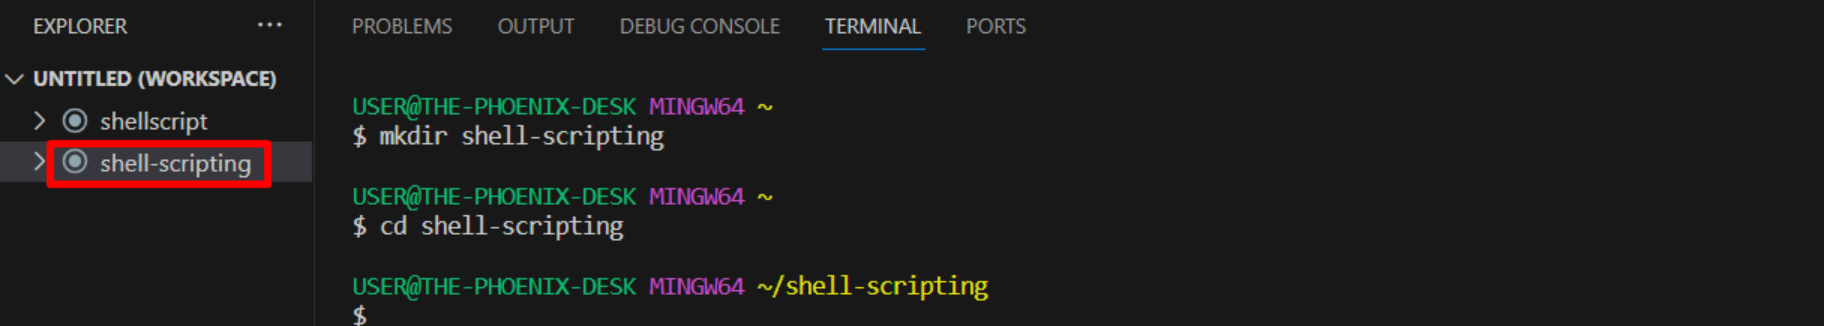 EXPLORER ···
UNTITLED (WORKSPACE)
shellscript
shell-scripting
PROBLEMS OUTPUT DEBUG CONSOLE TERMINAL PORTS
USER@THE-PHOENIX-DESK MINGW64 ~
$ mkdir shell-scripting
USER@THE-PHOENIX-DESK MINGW64 ~
$ cd shell-scripting
USER@THE-PHOENIX-DESK MINGW64 ~/shell-scripting
$